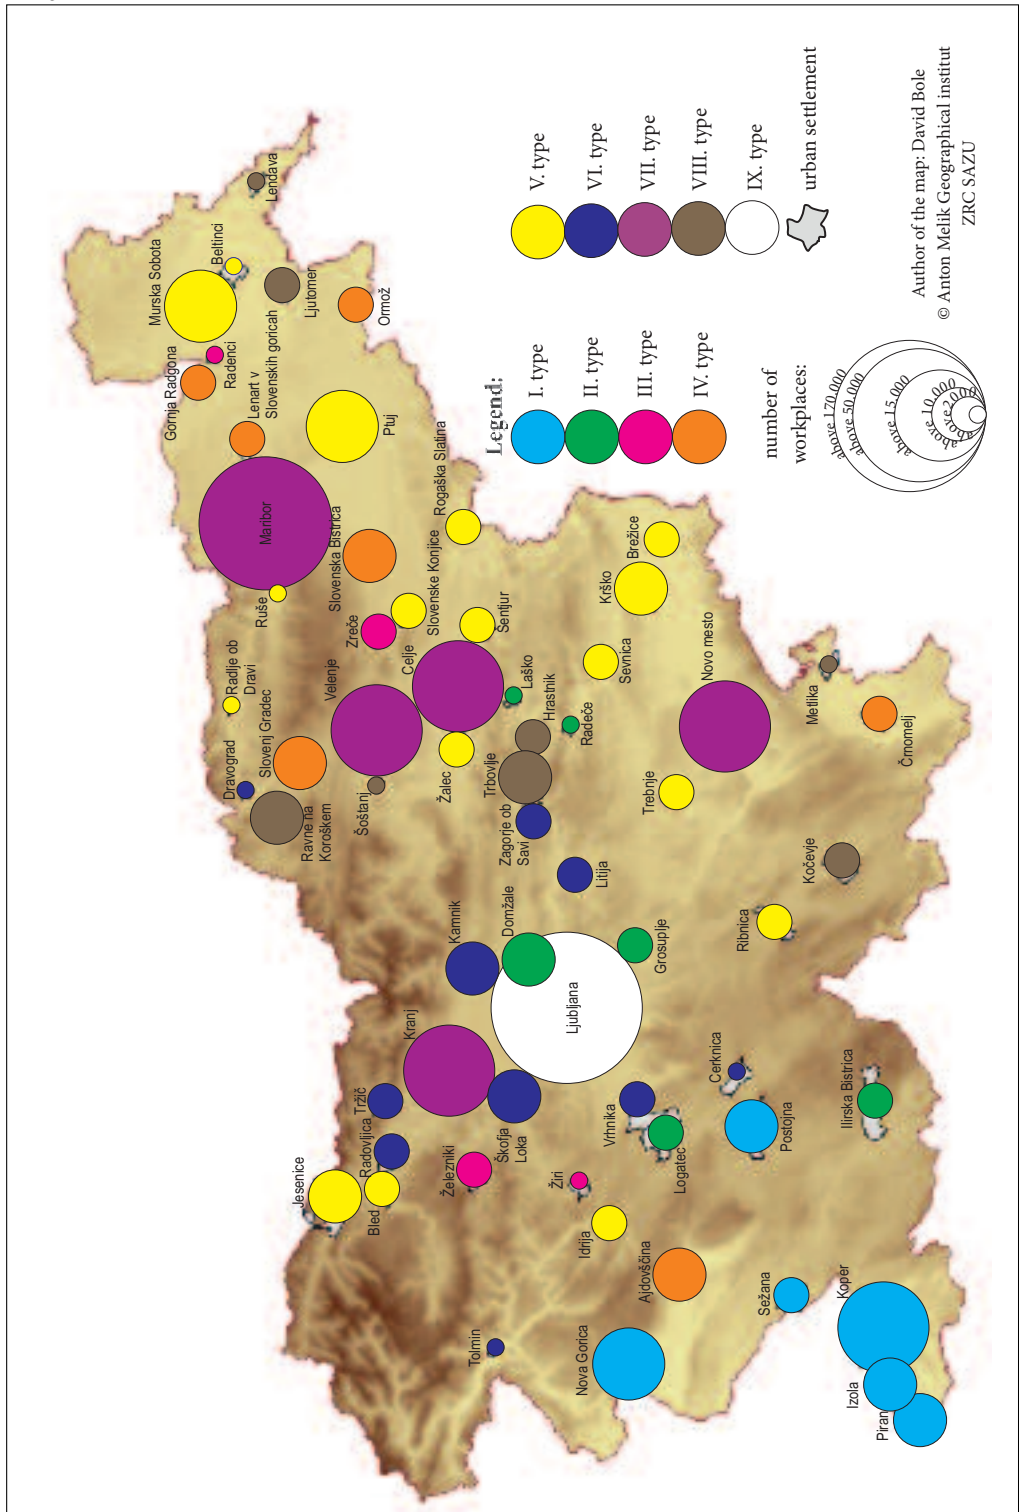 Jesenice
Bled
Radovljica
Tržič
Kranj
Železniki
Škofja
Loka
Žiri
Idrija
Tolmin
Nova Gorica
Ajdovščina
Sežana
Koper
Izola
Piran
Kamnik
Domžale
Ljubljana
Grosuplje
Vrhnika
Logatec
Cerknica
Postojna
Ilirska Bistrica
Litija
Zagorje ob
Savi
Trbovlje
Hrastnik
Radeče
Laško
Ribnica
Kočevje
Trebnje
Novo mesto
Metlika
Črnomelj
Dravograd
Ravne na
Koroškem
Slovenj Gradec
Radlje ob
Dravi
Šoštanj
Velenje
Žalec
Celje
Šentjur
Zreče
Slovenske Konjice
Rogaška Slatina
Sevnica
Krško
Brežice
Ruše
Maribor
Slovenska Bistrica
Ptuj
Lenart v
Slovenskih goricah
Gornja Radgona
Radenci
Murska Sobota
Beltinci
Ljutomer
Ormož
Lendava
Legend:
I. type
II. type
III. type
IV. type
V. type
VI. type
VII. type
VIII. type
IX. type
urban settlement
number of
workplaces:
above 170.000
above 50.000
above 15.000
above 10.000
above 2000
above
Author of the map: David Bole
© Anton Melik Geographical institut
ZRC SAZU